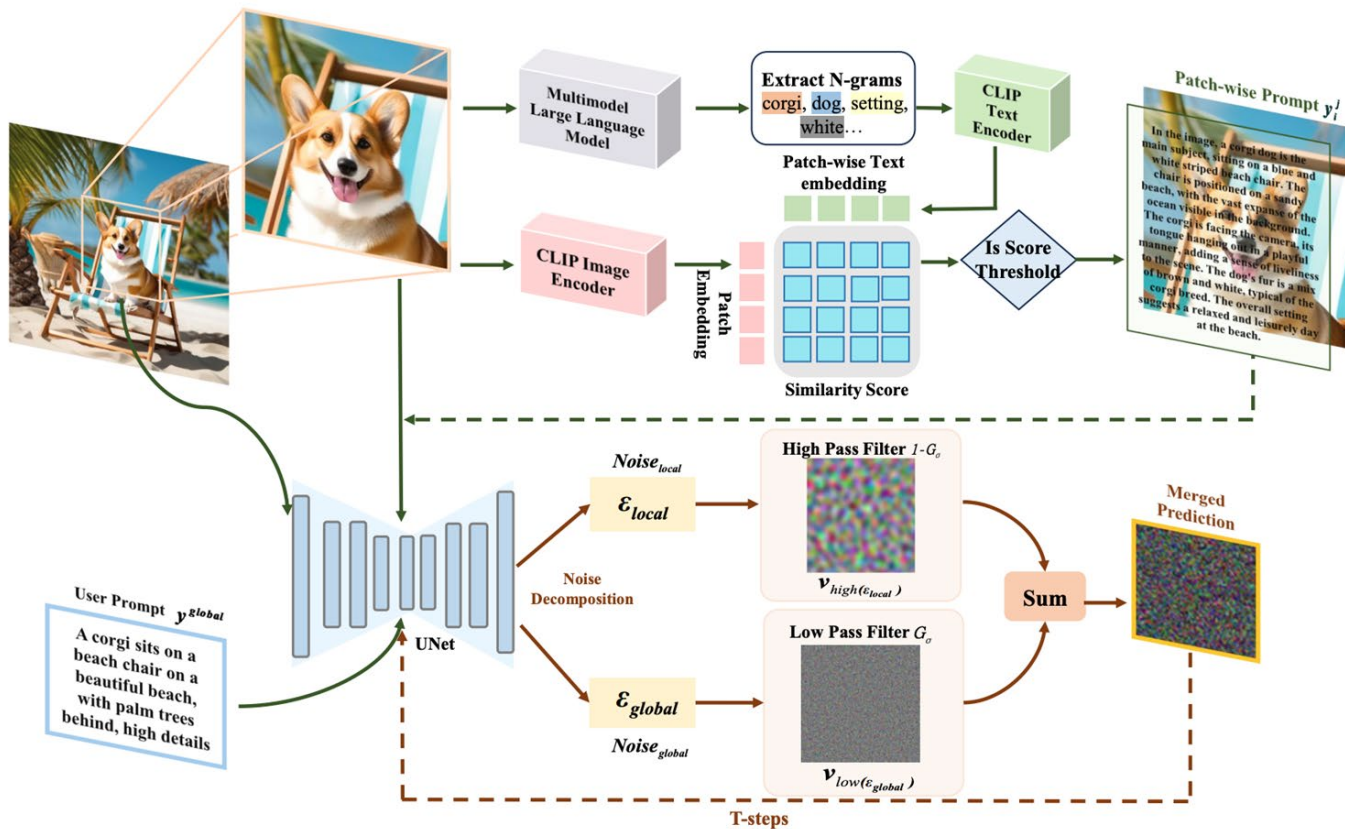 Multimodel
Large Language
Model
Extract N-grams
corgi, dog, setting,
white…
CLIP
Text
Encoder
Patch-wise Prompt y_i^j
In the image, a corgi dog is the
main subject, sitting on a blue and
white striped beach chair. The
chair is positioned on a sandy
beach, with the vast expanse of the
ocean visible in the background.
The corgi is facing the camera, its
tongue hanging out in a playful
manner, adding a sense of liveliness
to the scene. The dog's fur is a mix
of brown and white, typical of the
corgi breed. The overall setting
suggests a relaxed and leisurely day
at the beach.
Patch-wise Text
embedding
CLIP Image
Encoder
Patch
Embedding
Similarity Score
Is Score
Threshold
User Prompt y^global
A corgi sits on a
beach chair on a
beautiful beach,
with palm trees
behind, high details
UNet
Noise
Decomposition
Noise_local
ε_local
ε_global
Noise_global
High Pass Filter 1-G_σ
v_high(ε_local)
Low Pass Filter G_σ
v_low(ε_global)
Sum
Merged
Prediction
T-steps